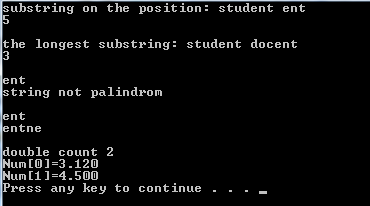 substring on the position: student ent
5
the longest substring: student docent
3
ent
string not palindrom
ent
entne
double count 2
Num[0]=3.120
Num[1]=4.500
Press any key to continue . . . _